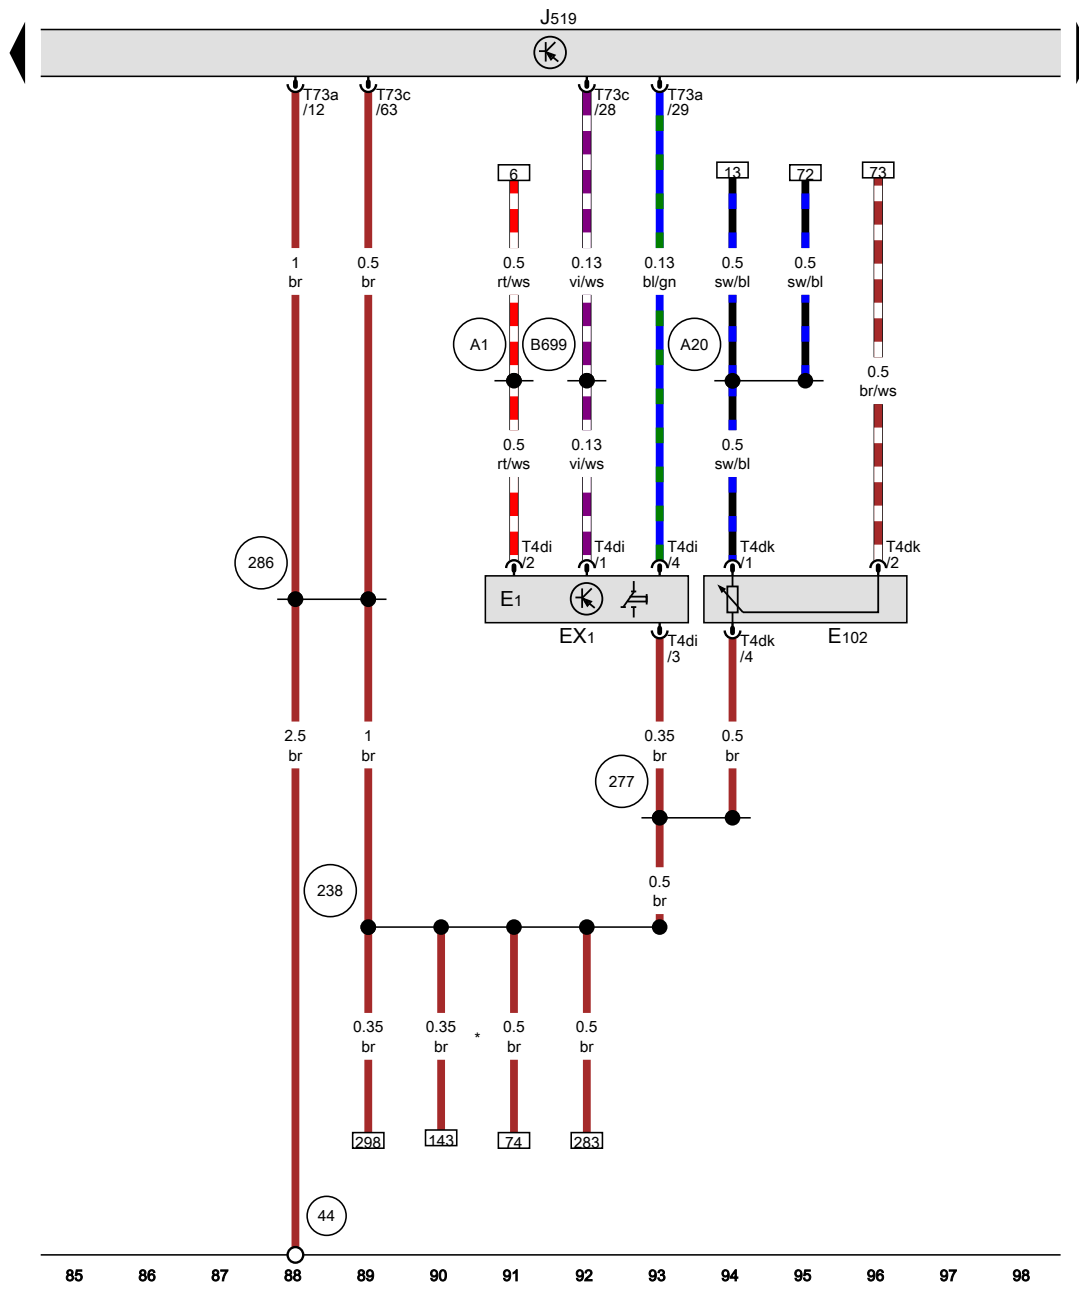 J519
T73a
/12
T73c
/63
T73c
/28
T73a
/29
6
13
72
73
1
br
0.5
br
0.5
rt/ws
0.13
vi/ws
0.13
bl/gn
0.5
sw/bl
0.5
sw/bl
A1
B699
A20
0.5
br/ws
0.5
rt/ws
0.13
vi/ws
0.5
sw/bl
286
T4di
/2
T4di
/1
T4di
/4
T4dk
/1
T4dk
/2
E1
EX1
E102
T4di
/3
T4dk
/4
2.5
br
1
br
0.35
br
0.5
br
277
238
0.5
br
0.35
br
0.35
br
*
0.5
br
0.5
br
298
143
74
283
44
85 86 87 88 89 90 91 92 93 94 95 96 97 98